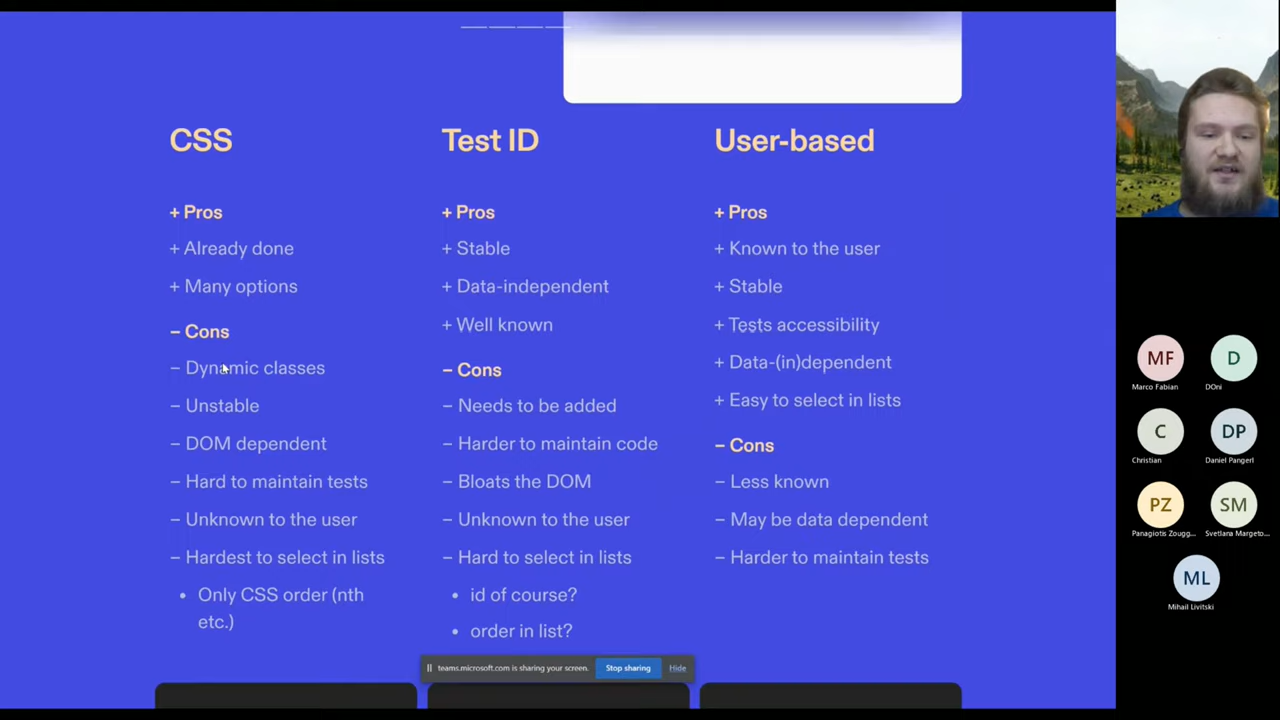 CSS
+ Pros
+ Already done
+ Many options
− Cons
− Dynamic classes
− Unstable
− DOM dependent
− Hard to maintain tests
− Unknown to the user
− Hardest to select in lists
• Only CSS order (nth
etc.)
Test ID
+ Pros
+ Stable
+ Data-independent
+ Well known
− Cons
− Needs to be added
− Harder to maintain code
− Bloats the DOM
− Unknown to the user
− Hard to select in lists
• id of course?
• order in list?
User-based
+ Pros
+ Known to the user
+ Stable
+ Tests accessibility
+ Data-(in)dependent
+ Easy to select in lists
− Cons
− Less known
− May be data dependent
− Harder to maintain tests
teams.microsoft.com is sharing your screen.
Stop sharing
Hide
MF
Marco Fabian
D
DOni
C
Christian
DP
Daniel Pangerl
PZ
Panagiotis Zougg...
SM
Svetlana Margeto...
ML
Mihail Livitski